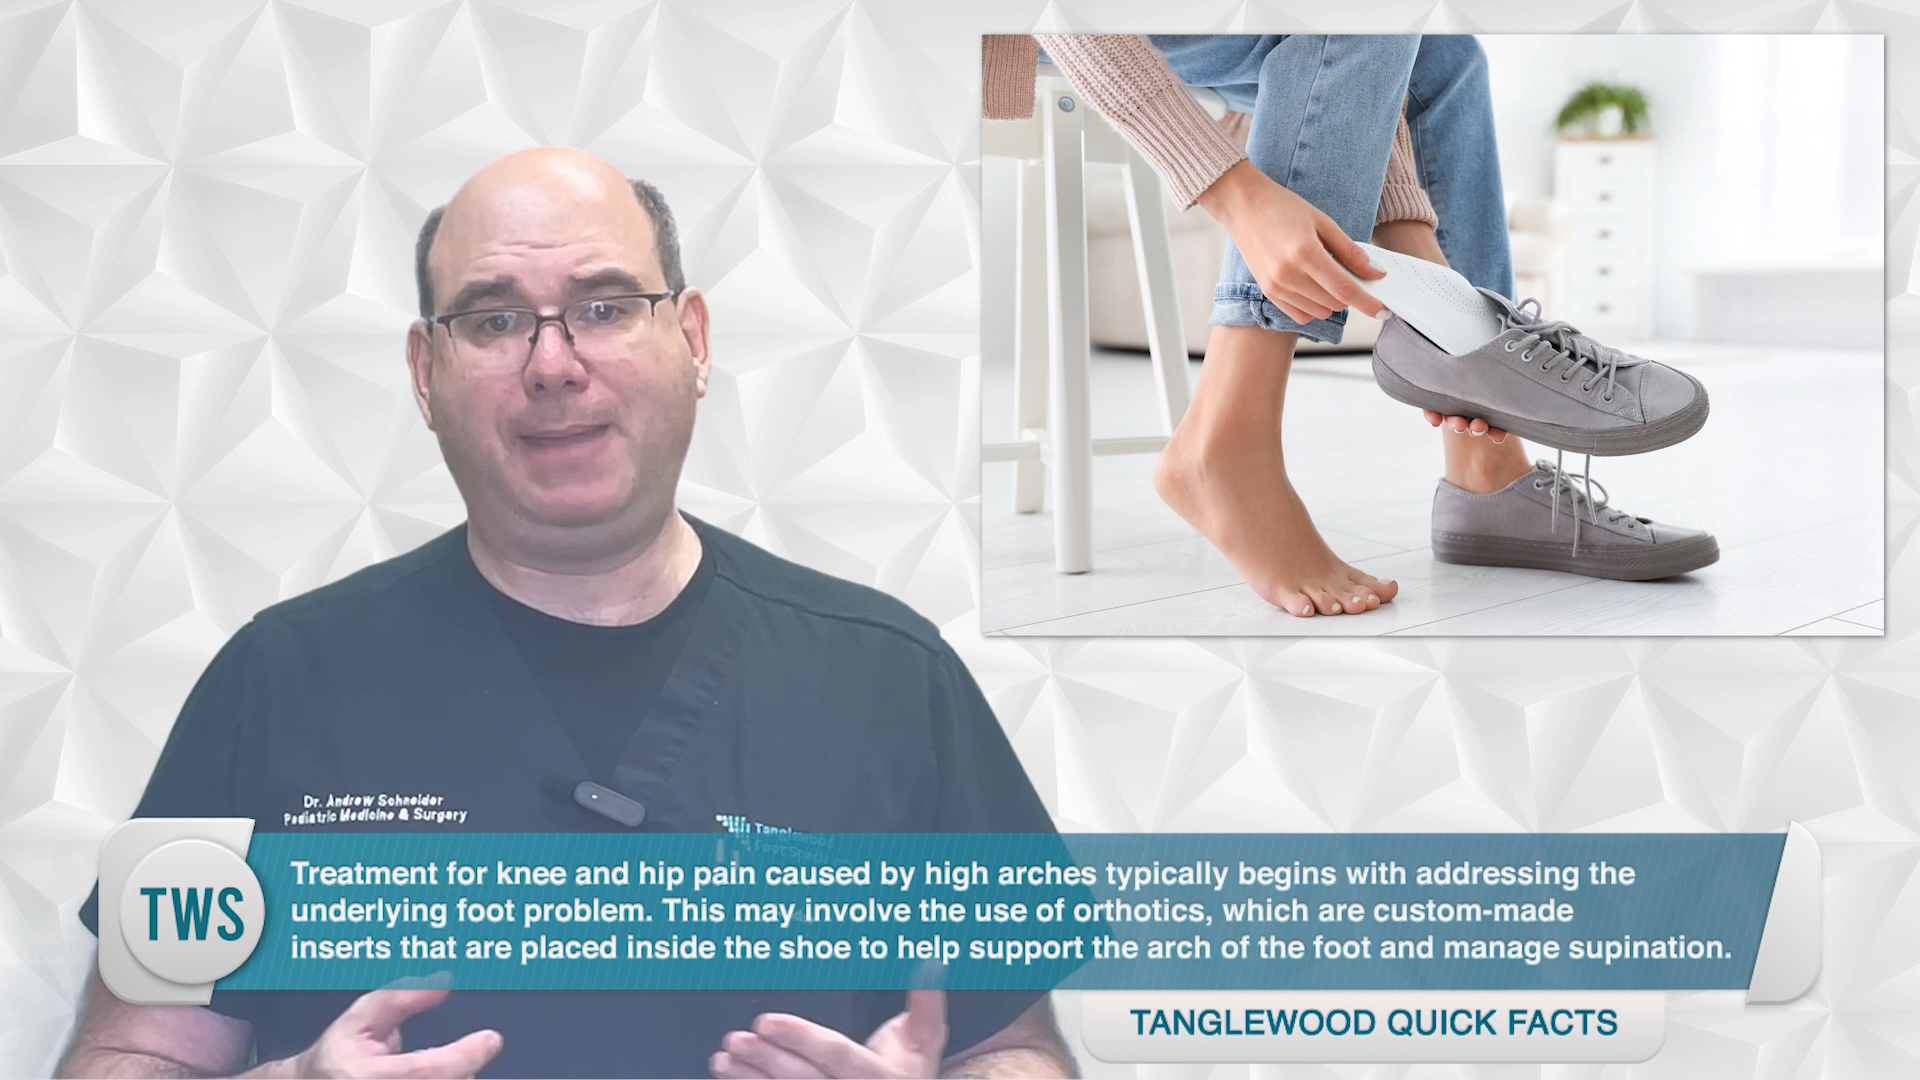 Dr. Andrew Schneider
Podiatric Medicine & Surgery
Tanglewood
Foot Specialists
TWS
Treatment for knee and hip pain caused by high arches typically begins with addressing the
underlying foot problem. This may involve the use of orthotics, which are custom-made
inserts that are placed inside the shoe to help support the arch of the foot and manage supination.
TANGLEWOOD QUICK FACTS